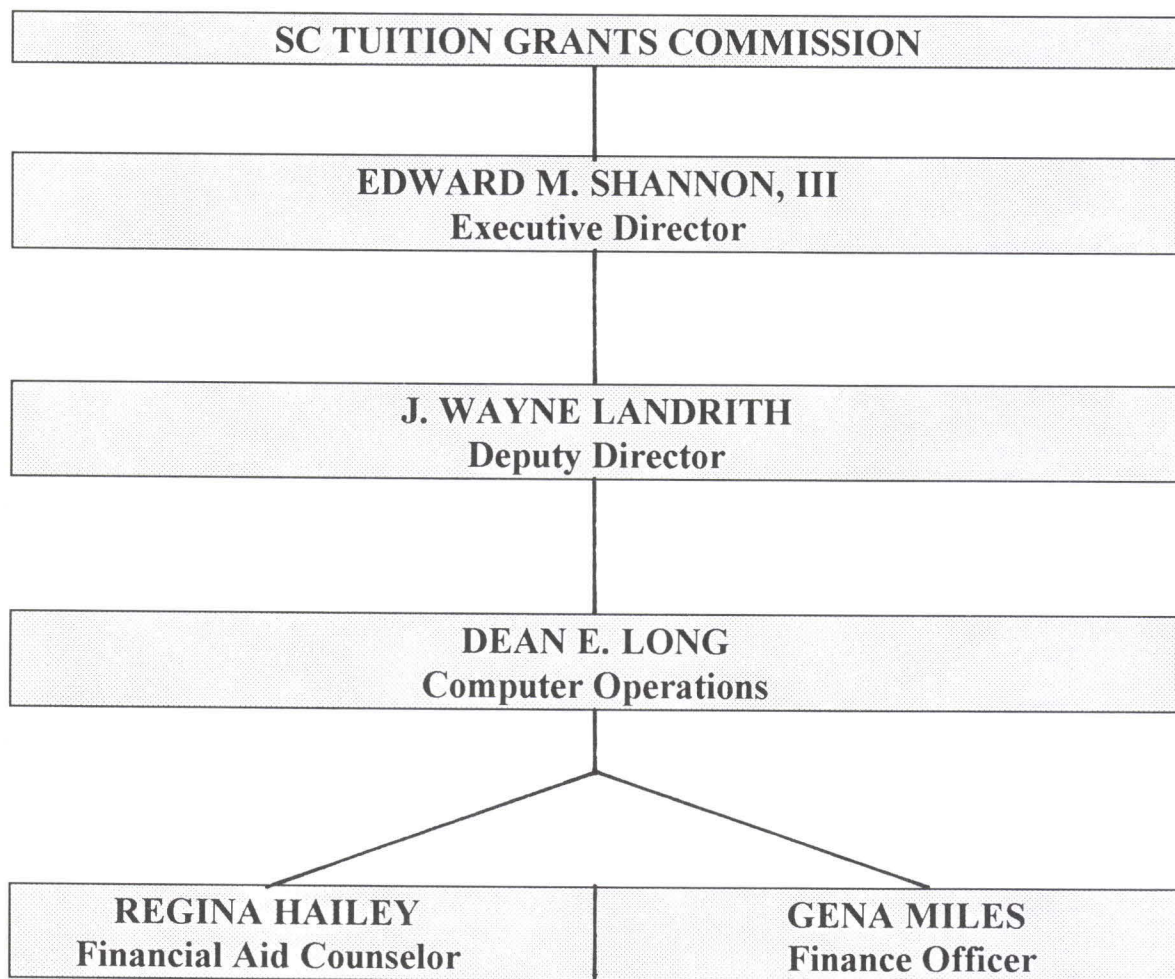 SC TUITION GRANTS COMMISSION
EDWARD M. SHANNON, III
Executive Director
J. WAYNE LANDRITH
Deputy Director
DEAN E. LONG
Computer Operations
REGINA HAILEY
Financial Aid Counselor
GENA MILES
Finance Officer